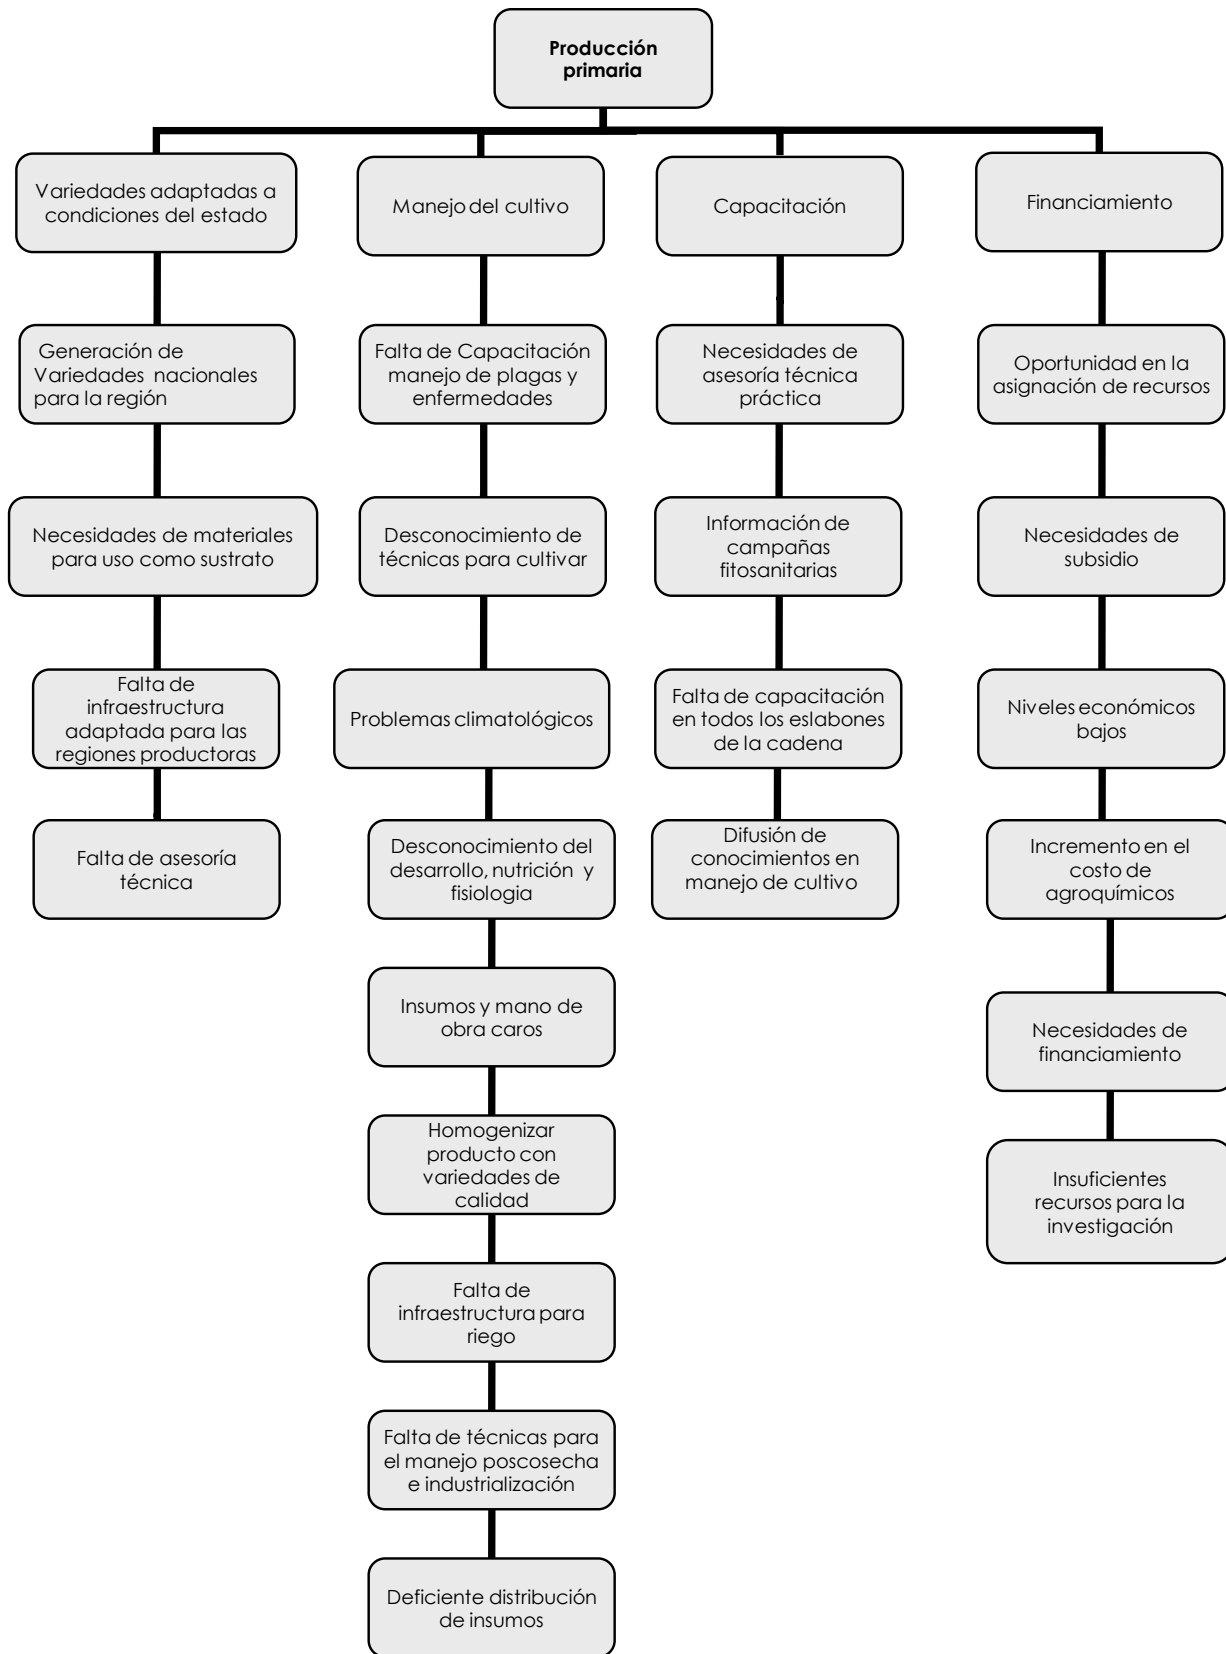 Producción
primaria
Variedades adaptadas a
condiciones del estado
Manejo del cultivo
Capacitación
Financiamiento
Generación de
Variedades nacionales
para la región
Falta de Capacitación
manejo de plagas y
enfermedades
Necesidades de
asesoría técnica
práctica
Oportunidad en la
asignación de recursos
Necesidades de materiales
para uso como sustrato
Desconocimiento de
técnicas para cultivar
Información de
campañas
fitosanitarias
Necesidades de
subsidio
Falta de
infraestructura
adaptada para las
regiones productoras
Problemas climatológicos
Falta de capacitación
en todos los eslabones
de la cadena
Niveles económicos
bajos
Falta de asesoría
técnica
Desconocimiento del
desarrollo, nutrición y
fisiologia
Difusión de
conocimientos en
manejo de cultivo
Incremento en el
costo de
agroquímicos
Insumos y mano de
obra caros
Necesidades de
financiamiento
Homogenizar
producto con
variedades de
calidad
Insuficientes
recursos para la
investigación
Falta de
infraestructura para
riego
Falta de técnicas para
el manejo poscosecha
e industrialización
Deficiente distribución
de insumos